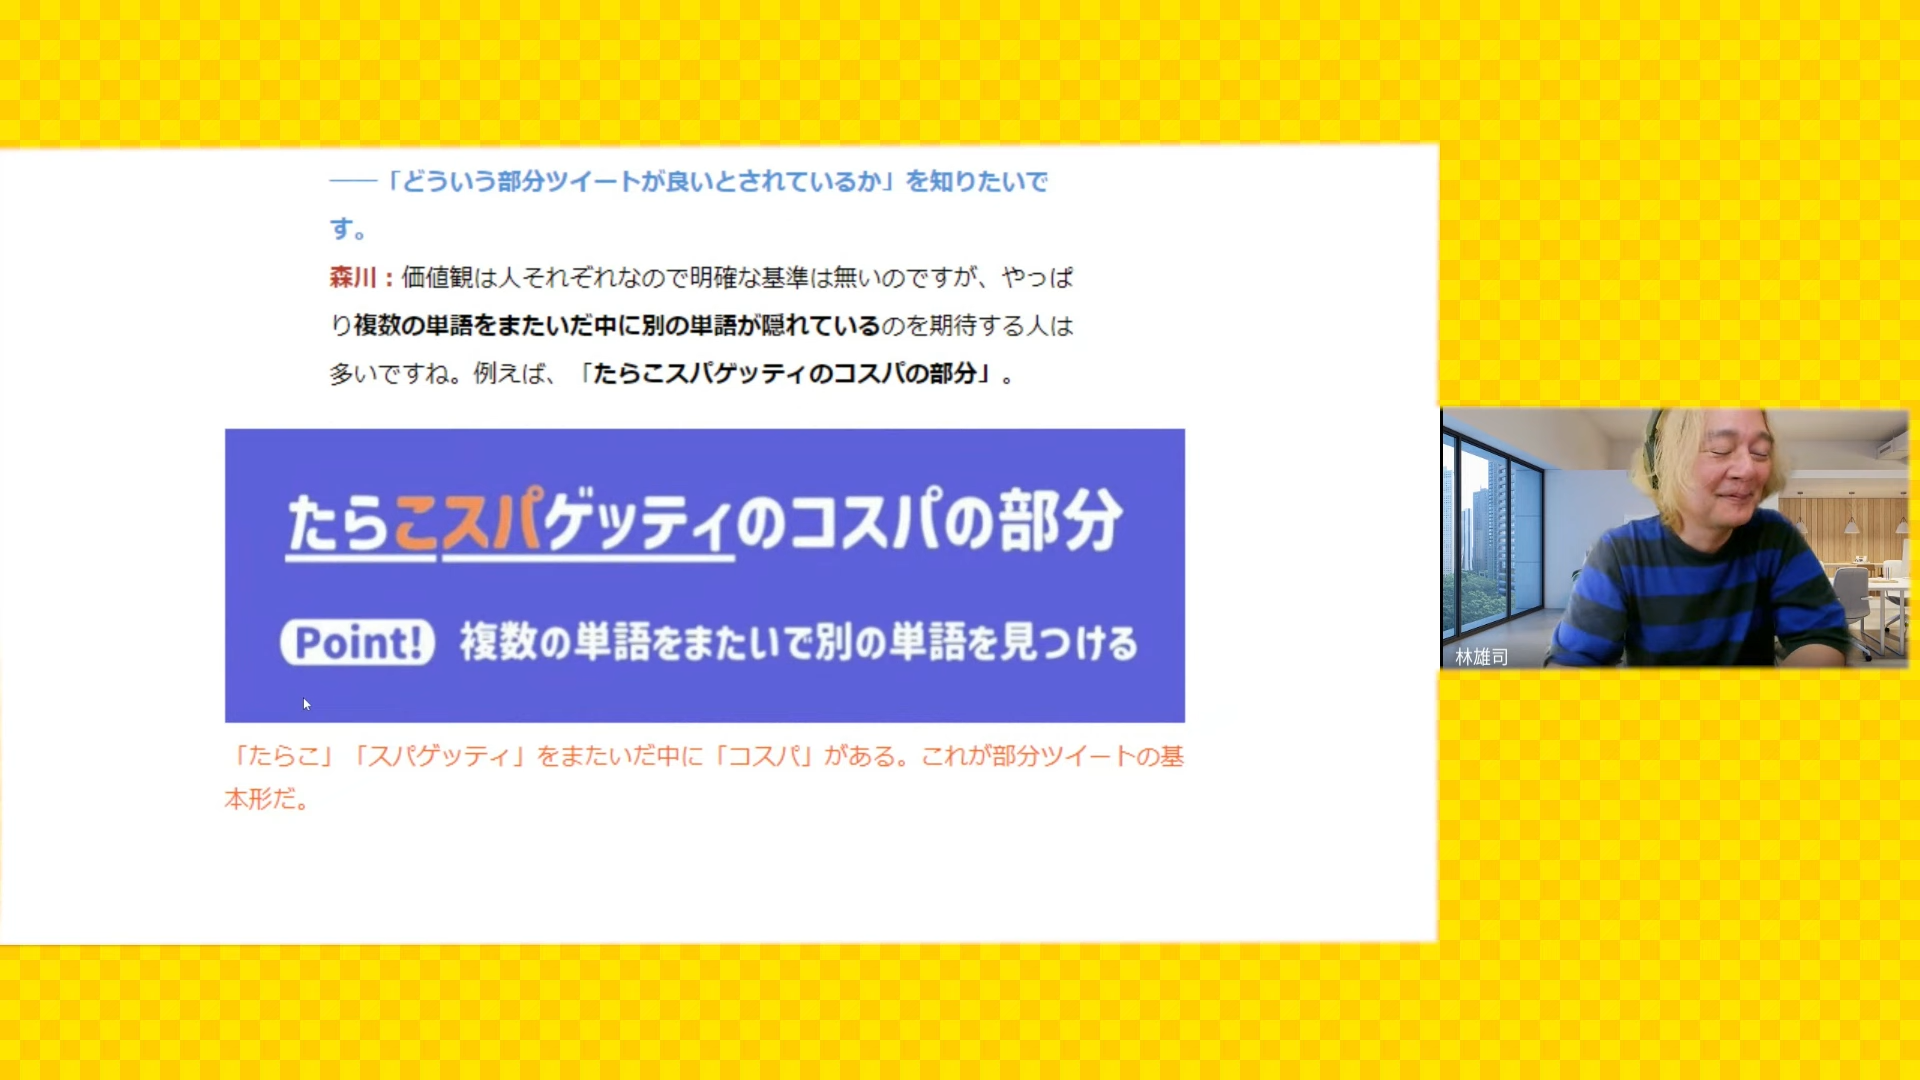 ――「どういう部分ツイートが良いとされているか」を知りたいで
す。
森川：価値観は人それぞれなので明確な基準は無いのですが、やっぱ
り複数の単語をまたいだ中に別の単語が隠れているのを期待する人は
多いですね。例えば、「たらこスパゲッティのコスパの部分」。
たらこスパゲッティのコスパの部分
Point! 複数の単語をまたいで別の単語を見つける
「たらこ」「スパゲッティ」をまたいだ中に「コスパ」がある。これが部分ツイートの基
本形だ。
林雄司